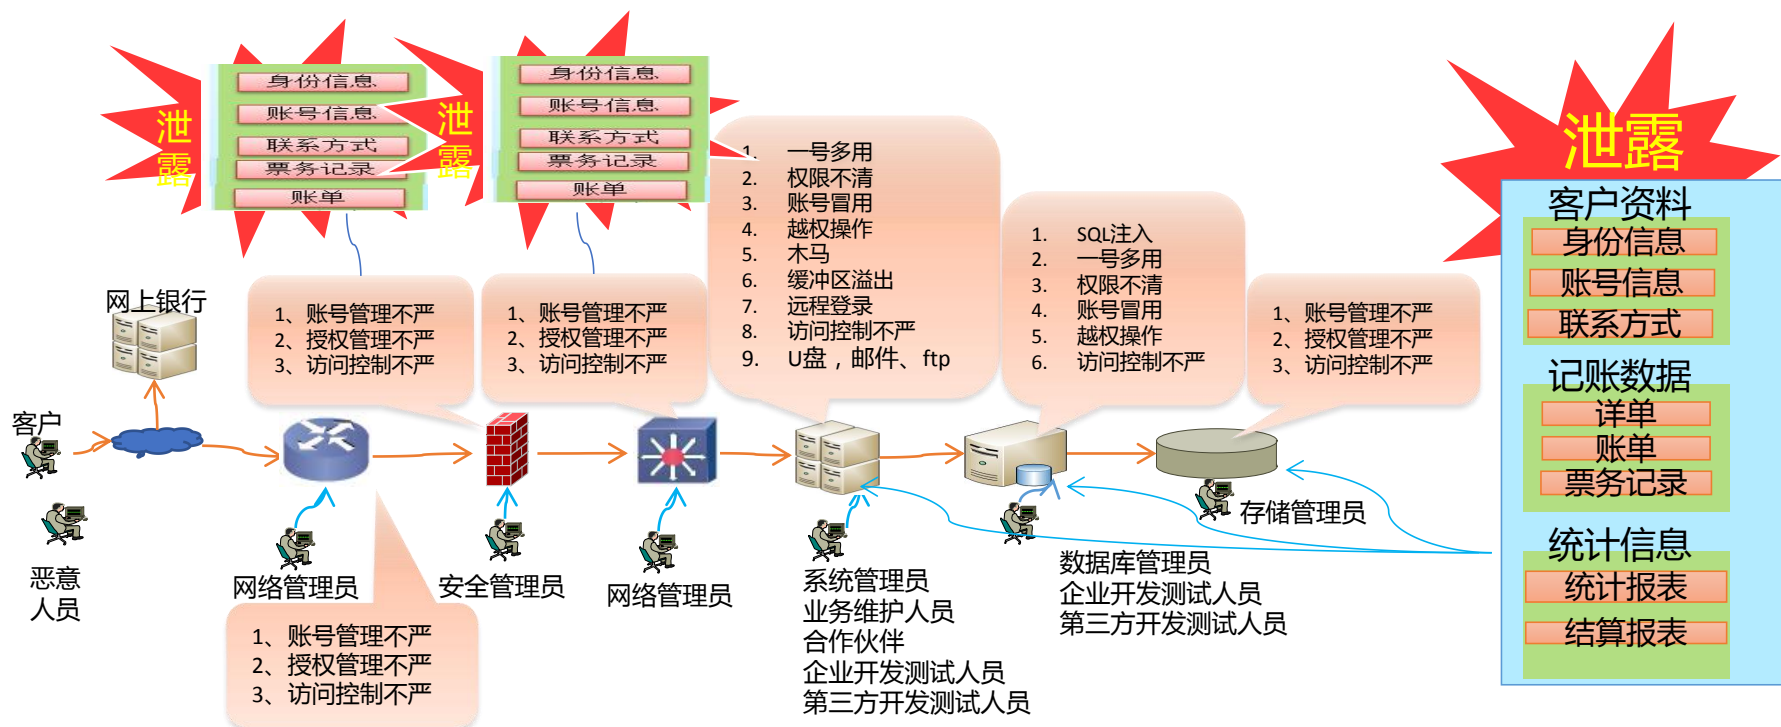 泄
露
身份信息
账号信息
联系方式
票务记录
账单
泄
露
身份信息
账号信息
联系方式
票务记录
账单
泄露
客户资料
身份信息
账号信息
联系方式
记账数据
详单
账单
票务记录
统计信息
统计报表
结算报表
1. 一号多用
2. 权限不清
3. 账号冒用
4. 越权操作
5. 木马
6. 缓冲区溢出
7. 远程登录
8. 访问控制不严
9. U盘，邮件、ftp
1. SQL注入
2. 一号多用
3. 权限不清
4. 账号冒用
5. 越权操作
6. 访问控制不严
1、账号管理不严
2、授权管理不严
3、访问控制不严
1、账号管理不严
2、授权管理不严
3、访问控制不严
1、账号管理不严
2、授权管理不严
3、访问控制不严
网上银行
客户
恶意
人员
网络管理员
安全管理员
网络管理员
系统管理员
业务维护人员
合作伙伴
企业开发测试人员
第三方开发测试人员
数据库管理员
企业开发测试人员
第三方开发测试人员
存储管理员
1、账号管理不严
2、授权管理不严
3、访问控制不严